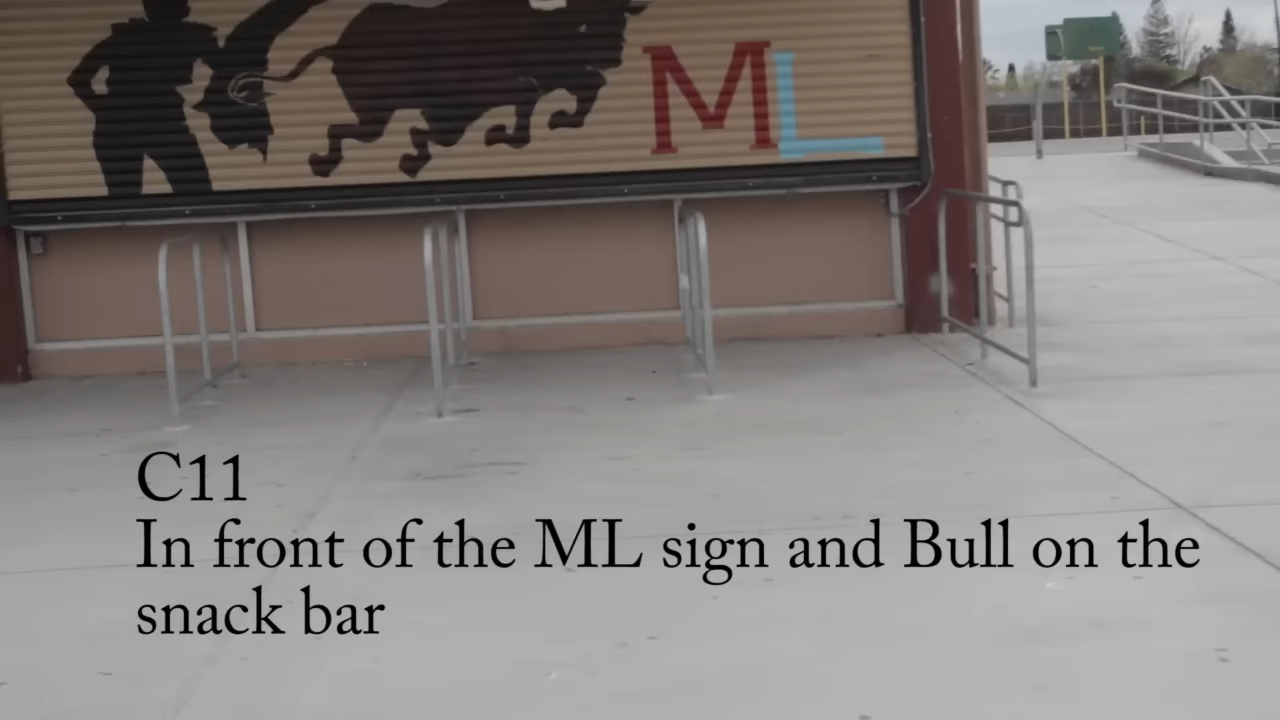 ML
C11
In front of the ML sign and Bull on the
snack bar